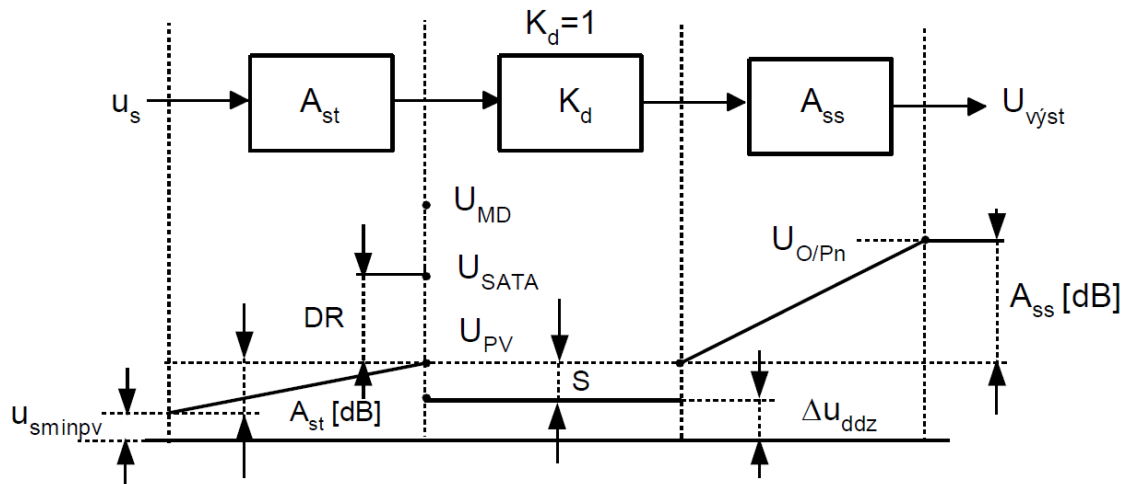 K_d=1
u_s
A_st
K_d
A_ss
U_výst
U_MD
U_O/Pn
U_SATA
A_ss [dB]
DR
U_PV
S
u_sminpv
A_st [dB]
Δu_ddz